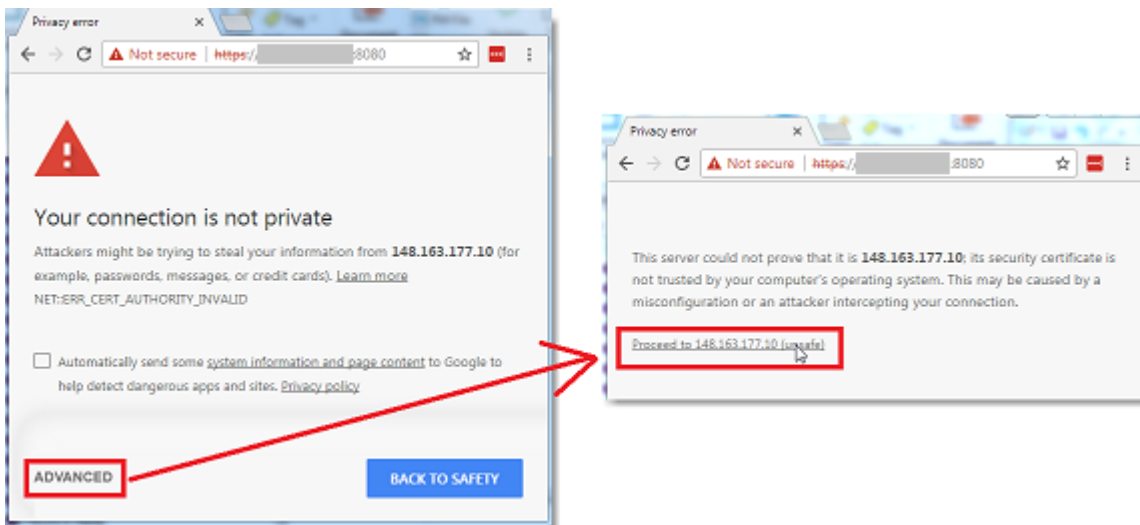 Privacy error
Not secure | https:// :8080
Your connection is not private
Attackers might be trying to steal your information from 148.163.177.10 (for
example, passwords, messages, or credit cards). Learn more
NET::ERR_CERT_AUTHORITY_INVALID
Automatically send some system information and page content to Google to
help detect dangerous apps and sites. Privacy policy
ADVANCED
BACK TO SAFETY
Privacy error
Not secure | https:// :8080
This server could not prove that it is 148.163.177.10; its security certificate is
not trusted by your computer's operating system. This may be caused by a
misconfiguration or an attacker intercepting your connection.
Proceed to 148.163.177.10 (unsafe)